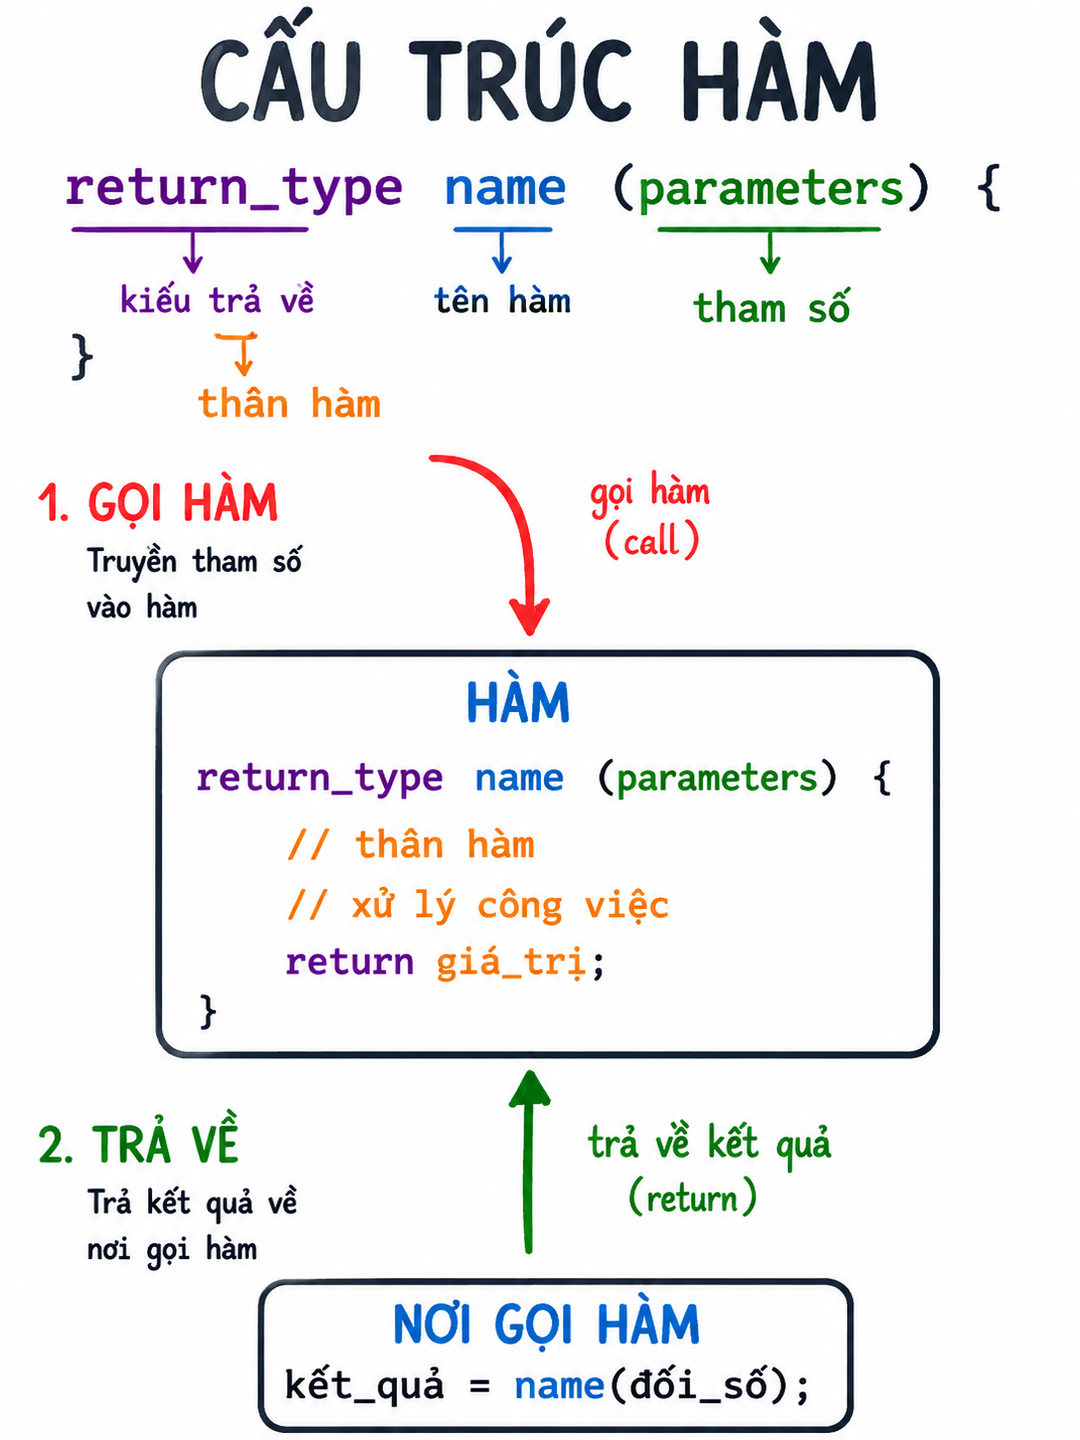 CẤU TRÚC HÀM
return_type name (parameters) {
kiếu trả về
tên hàm
tham số
}
thân hàm
1. GỌI HÀM
Truyền tham số
vào hàm
gọi hàm
(call)
HÀM
return_type name (parameters) {
// thân hàm
// xử lý công việc
return giá_trị;
}
2. TRẢ VỀ
Trả kết quả về
nơi gọi hàm
trả về kết quả
(return)
NƠI GỌI HÀM
kết_quả = name(đối_số);